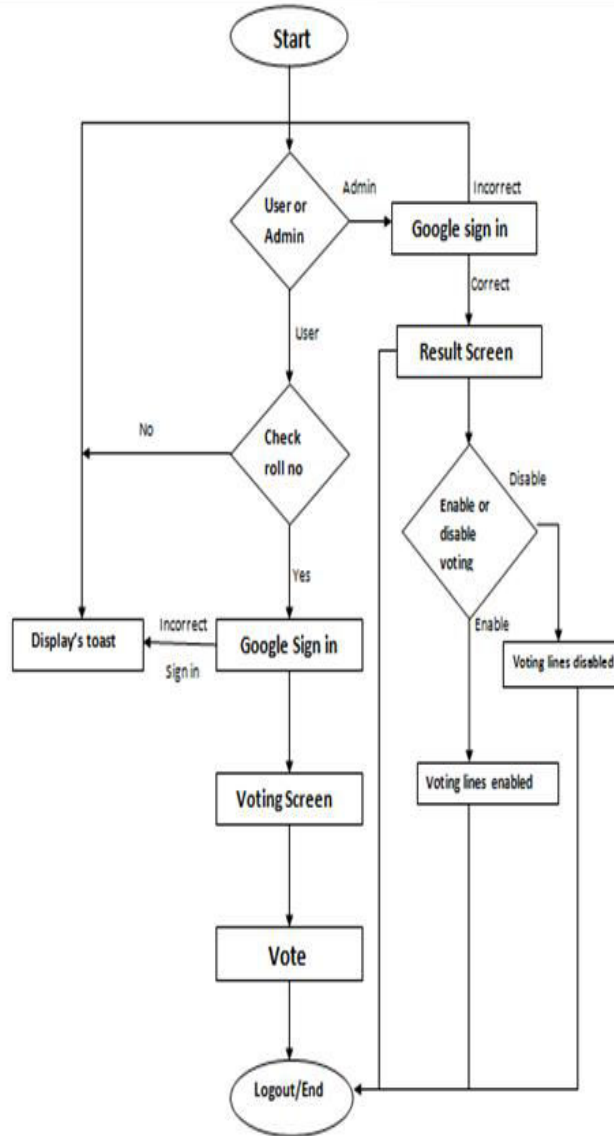 Start
Admin
Incorrect
User or
Admin
Google sign in
Correct
User
Result Screen
No
Check
roll no
Disable
Enable or
disable
voting
Yes
Enable
Incorrect
Display's toast
Google Sign in
Sign in
Voting lines disabled
Voting Screen
Voting lines enabled
Vote
Logout/End